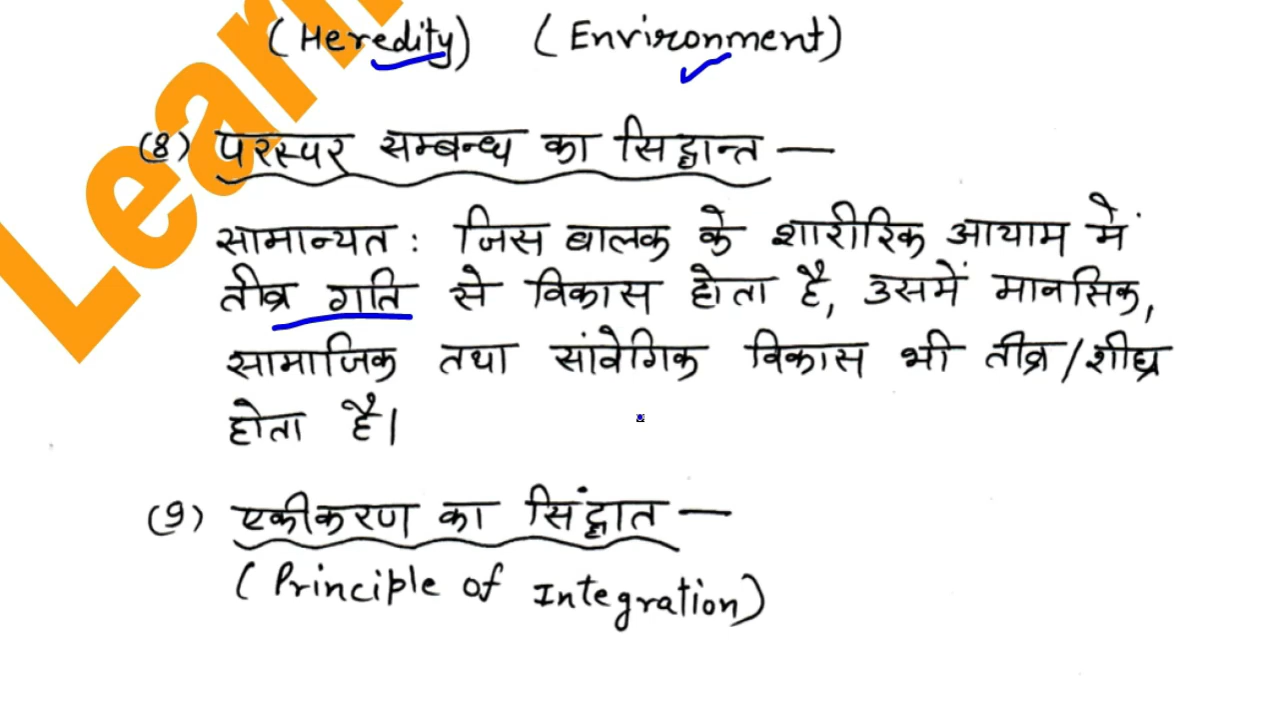 (Heredity) (Environment)
(8) परस्पर सम्बन्ध का सिद्धान्त —
सामान्यत : जिस बालक के शारीरिक आयाम में
तीव्र गति से विकास होता है, उसमें मानसिक,
सामाजिक तथा सांवेगिक विकास भी तीव्र/शीघ्र
होता है।
(9) एकीकरण का सिंद्धात —
(Principle of Integration)
Learn